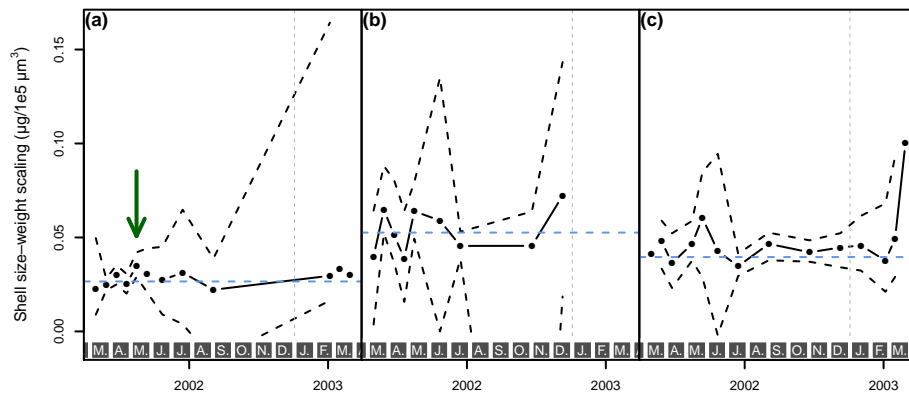 (a) (b) (c)
Shell size−weight scaling (μg/1e5 μm³)
0.15
0.10
0.05
0.00
M. A. M. J. J. A. S. O. N. D. J. F. M. M. A. M. J. J. A. S. O. N. D. J. F. M. M. A. M. J. J. A. S. O. N. D. J. F. M.
2002 2003 2002 2003 2002 2003